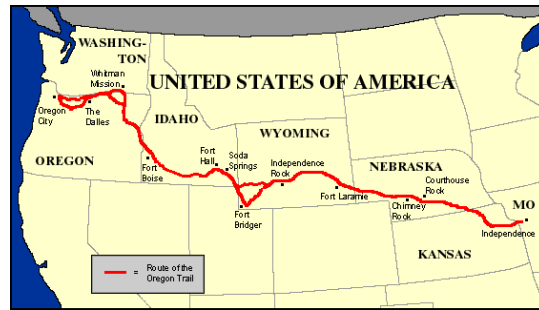 WASHING-
TON
Whitman
Mission
UNITED STATES OF AMERICA
Oregon
City
The
Dalles
IDAHO
WYOMING
OREGON
Fort
Boise
Fort
Hall
Soda
Springs
Independence
Rock
NEBRASKA
Courthouse
Rock
Fort Laramie
Chimney
Rock
MO
Fort
Bridger
Independence
KANSAS
= Route of the
Oregon Trail